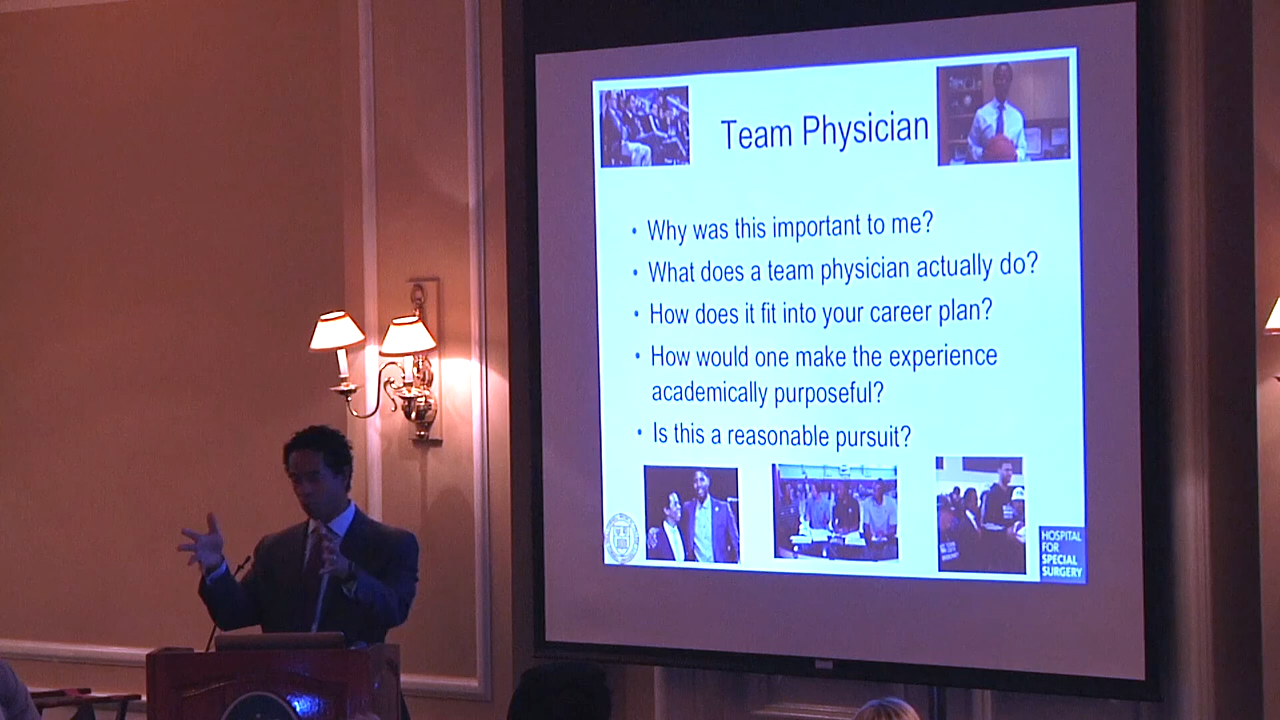 Team Physician
• Why was this important to me?
• What does a team physician actually do?
• How does it fit into your career plan?
• How would one make the experience
academically purposeful?
• Is this a reasonable pursuit?
HOSPITAL
FOR
SPECIAL
SURGERY